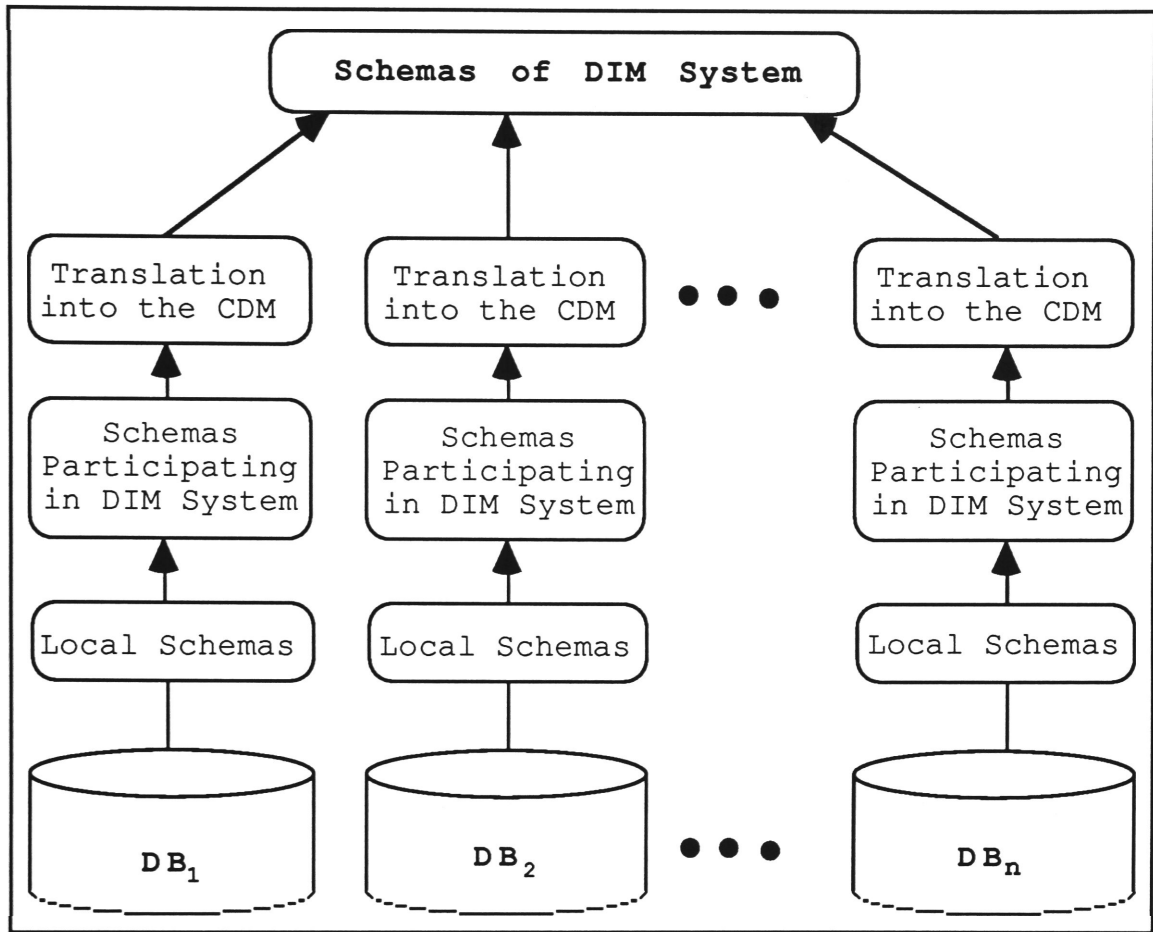 Schemas of DIM System
Translation
into the CDM
Translation
into the CDM
Translation
into the CDM
Schemas
Participating
in DIM System
Schemas
Participating
in DIM System
Schemas
Participating
in DIM System
Local Schemas
Local Schemas
Local Schemas
DB1
DB2
DBn